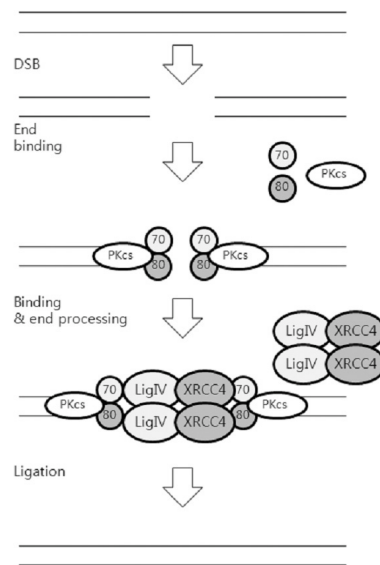 DSB
End
binding
70
80
PKcs
PKcs 70 70 PKcs
80 80
Binding
& end processing
LigIV XRCC4
LigIV XRCC4
70 LigIV XRCC4 70
PKcs 80 LigIV XRCC4 80 PKcs
Ligation